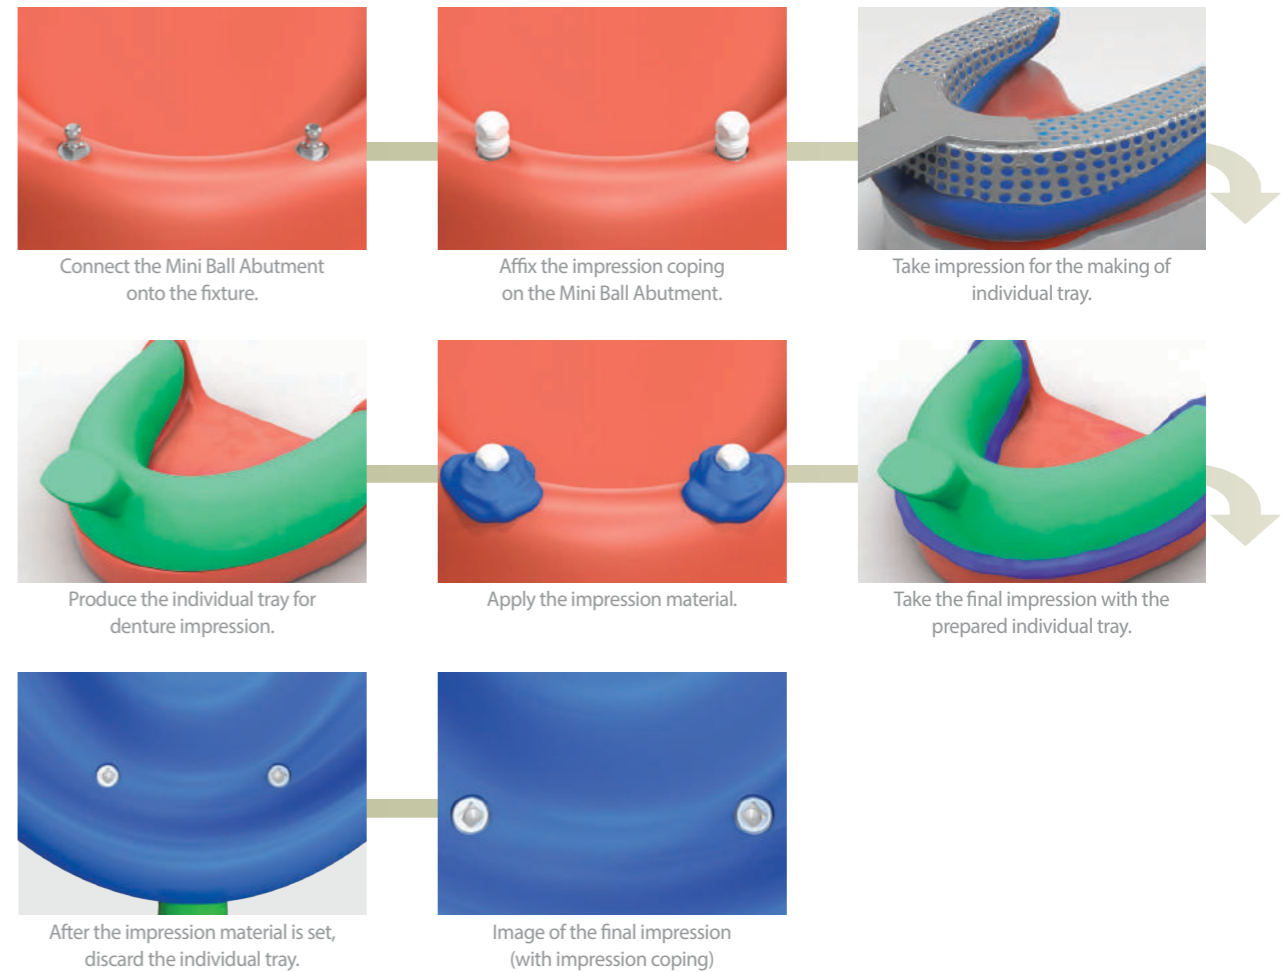 Connect the Mini Ball Abutment
onto the fixture.
Affix the impression coping
on the Mini Ball Abutment.
Take impression for the making of
individual tray.
Produce the individual tray for
denture impression.
Apply the impression material.
Take the final impression with the
prepared individual tray.
After the impression material is set,
discard the individual tray.
Image of the final impression
(with impression coping)